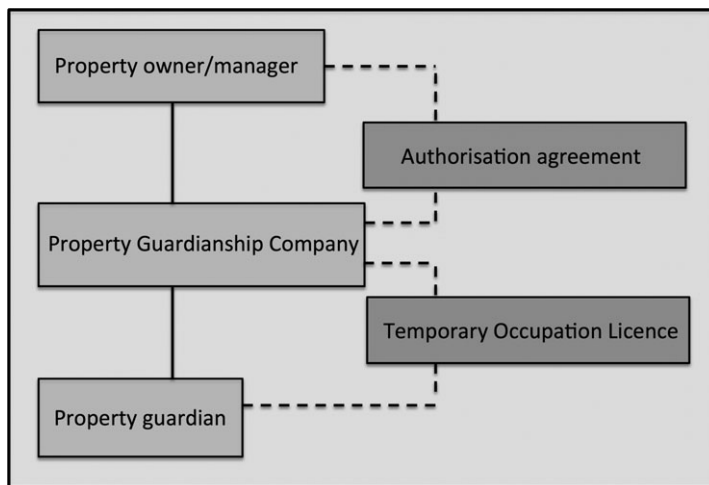 Property owner/manager
Authorisation agreement
Property Guardianship Company
Temporary Occupation Licence
Property guardian